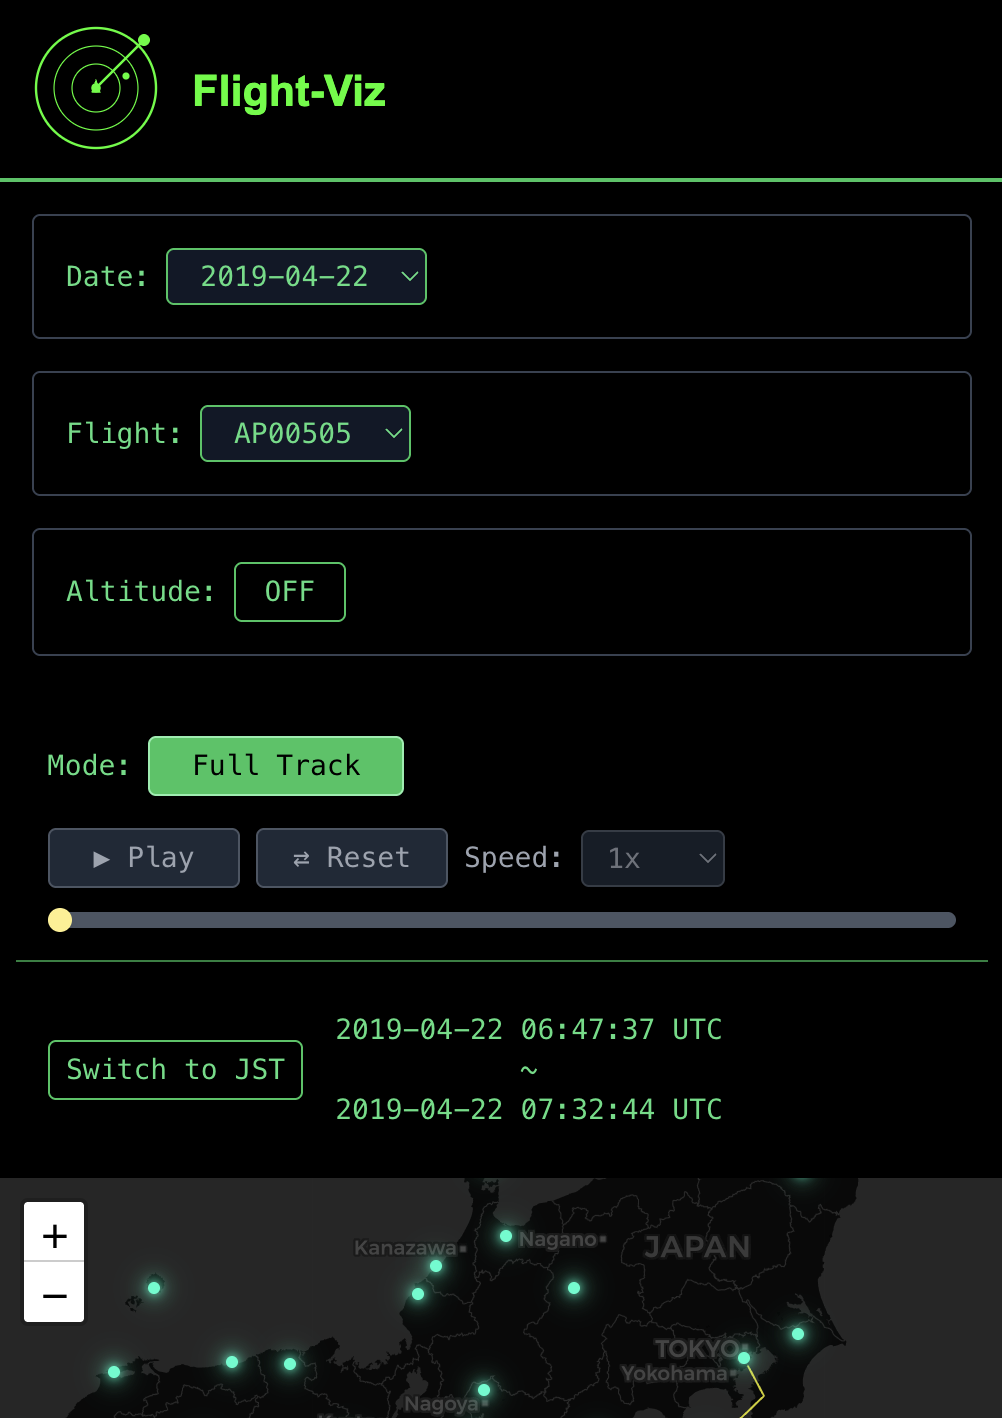 Flight-Viz
Date: 2019-04-22
Flight: AP00505
Altitude: OFF
Mode: Full Track
▶ Play ⇄ Reset Speed: 1x
Switch to JST
2019-04-22 06:47:37 UTC
~
2019-04-22 07:32:44 UTC
+
−
Kanazawa
Nagano
JAPAN
TOKYO
Yokohama
Nagoya